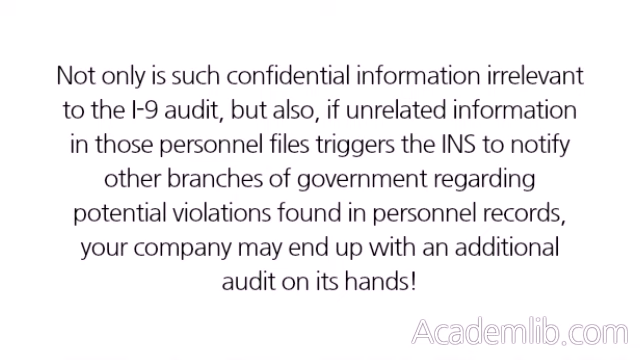 Not only is such confidential information irrelevant
to the I-9 audit, but also, if unrelated information
in those personnel files triggers the INS to notify
other branches of government regarding
potential violations found in personnel records,
your company may end up with an additional
audit on its hands!
Academlib.com